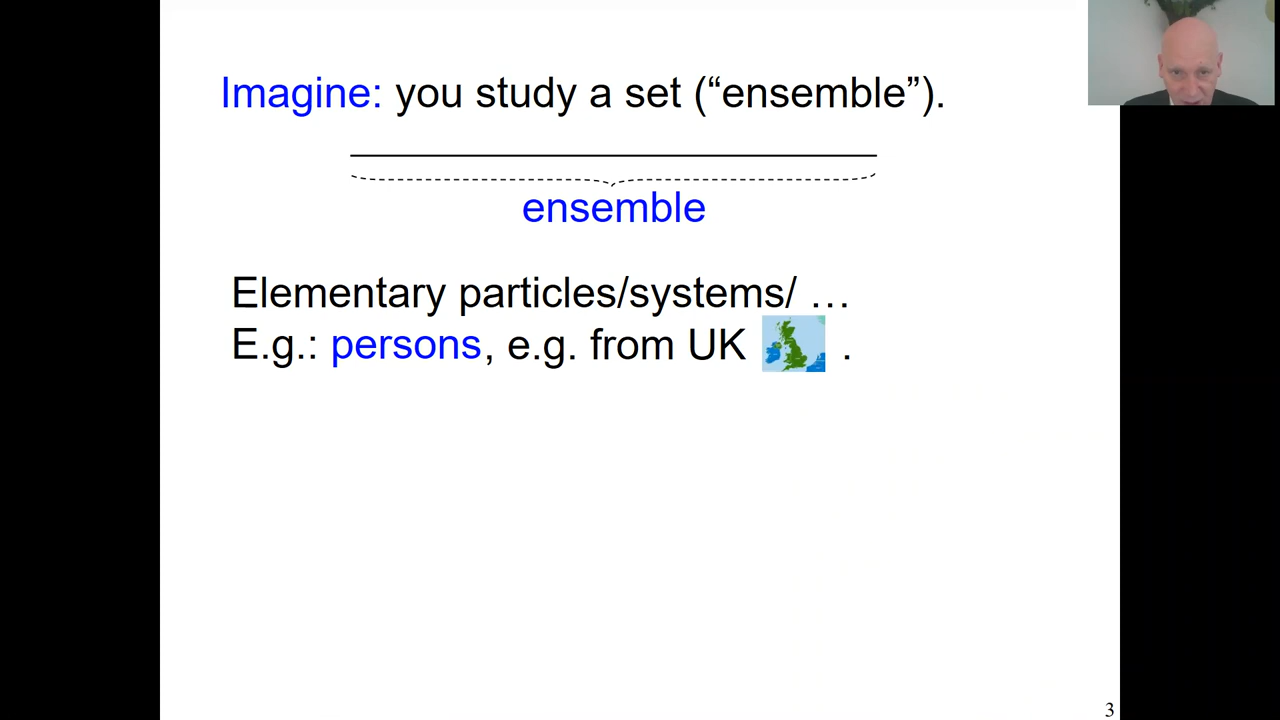 Imagine: you study a set (“ensemble”).
ensemble
Elementary particles/systems/ …
E.g.: persons, e.g. from UK .
3